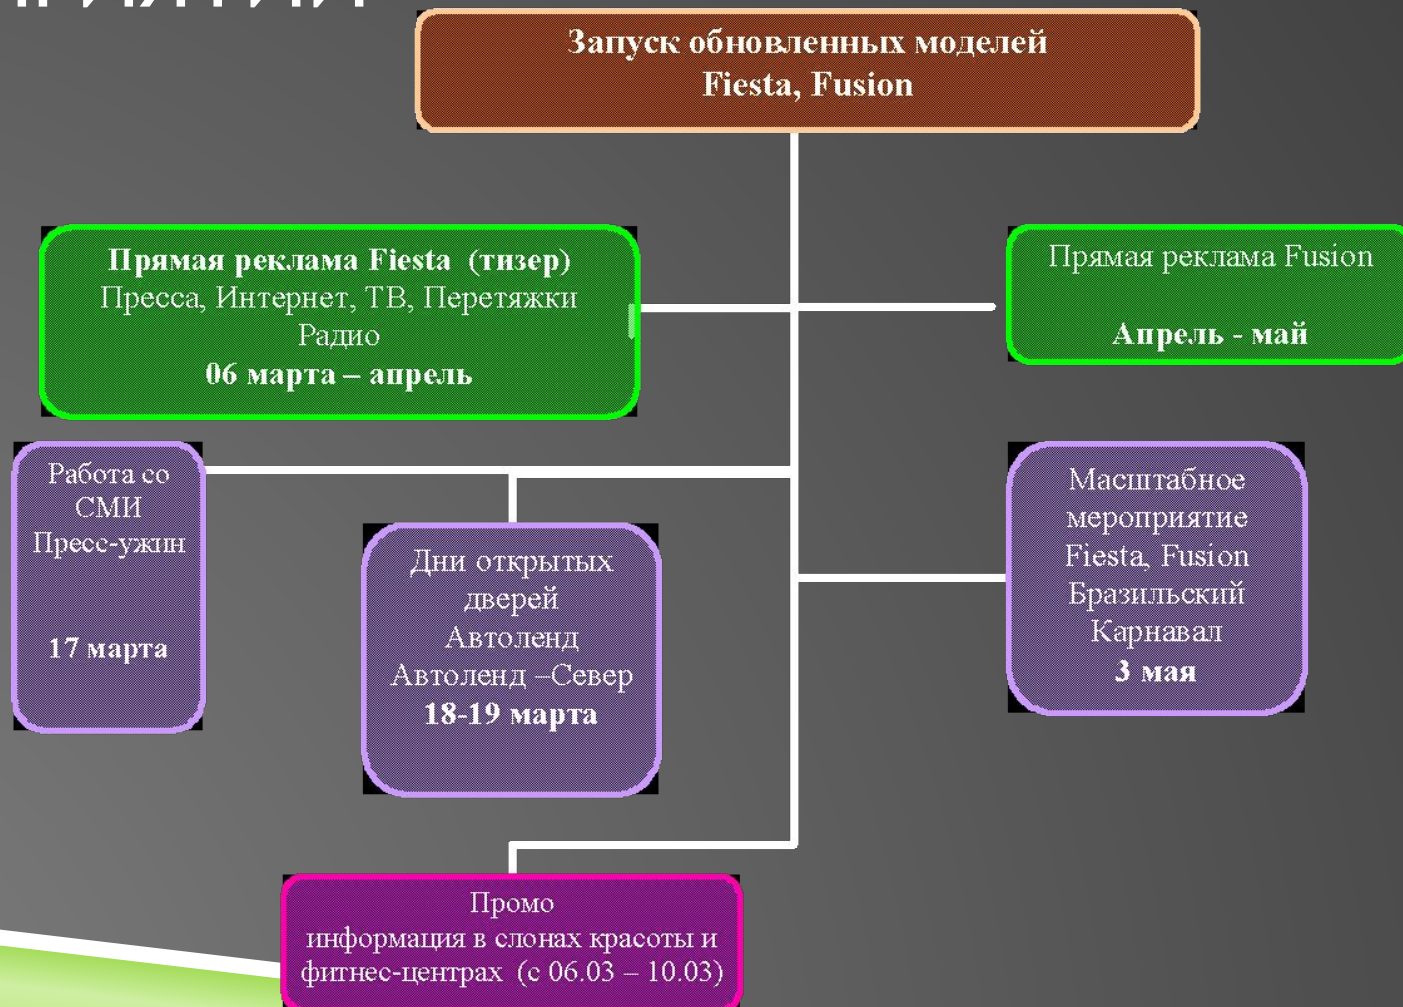 Запуск обновленных моделей
Fiesta, Fusion
Прямая реклама Fiesta (тизер)
Пресса, Интернет, ТВ, Перетяжки
Радио
06 марта – апрель
Прямая реклама Fusion
Апрель - май
Работа со
СМИ
Пресс-ужин
17 марта
Дни открытых
дверей
Автоленд
Автоленд –Север
18-19 марта
Масштабное
мероприятие
Fiesta, Fusion
Бразильский
Карнавал
3 мая
Промо
информация в слонах красоты и
фитнес-центрах (с 06.03 – 10.03)